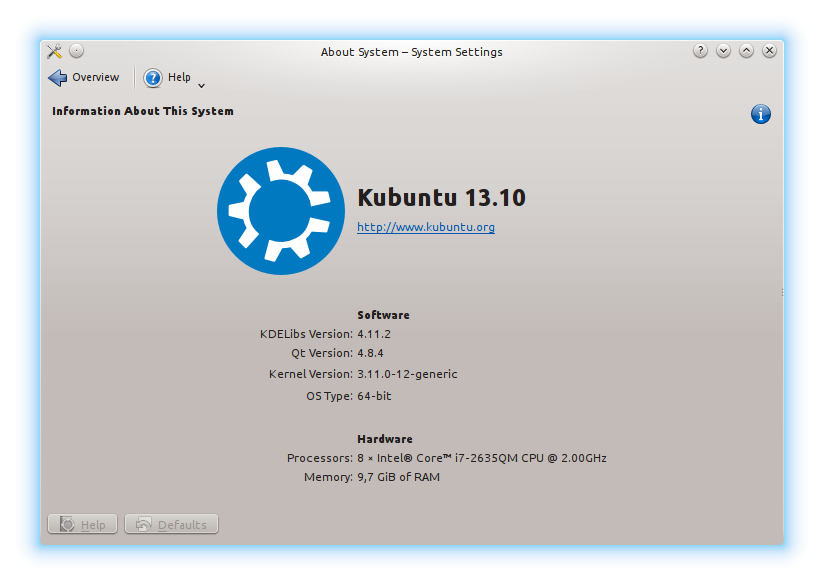 About System – System Settings
Overview Help
Information About This System
Kubuntu 13.10
http://www.kubuntu.org
Software
KDELibs Version: 4.11.2
Qt Version: 4.8.4
Kernel Version: 3.11.0-12-generic
OS Type: 64-bit
Hardware
Processors: 8 × Intel® Core™ i7-2635QM CPU @ 2.00GHz
Memory: 9,7 GiB of RAM
Help Defaults